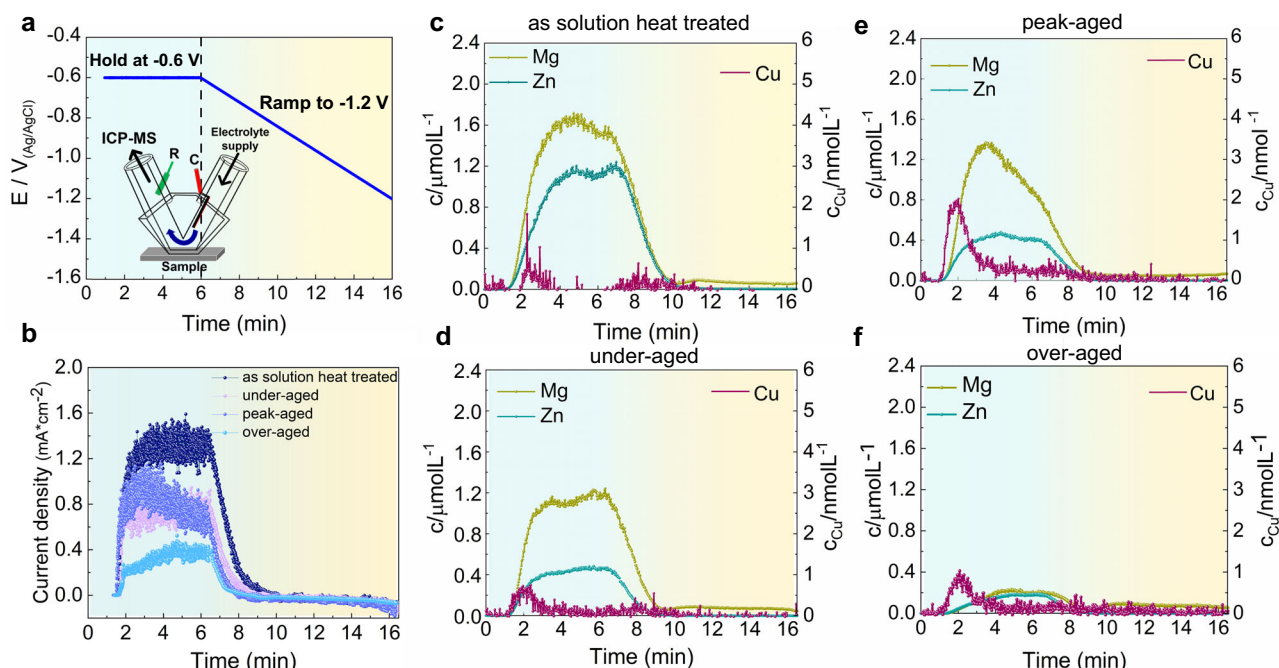 a
-0.4
-0.6
-0.8
-1.0
-1.2
-1.4
-1.6
E / V(Ag/AgCl)
Hold at -0.6 V
Ramp to -1.2 V
ICP-MS
R
C
Electrolyte
supply
Sample
0 2 4 6 8 10 12 14 16
Time (min)
b
2.0
1.6
1.2
0.8
0.4
0.0
Current density (mA*cm-2)
as solution heat treated
under-aged
peak-aged
over-aged
0 2 4 6 8 10 12 14 16
Time (min)
c
as solution heat treated
2.4
2.0
1.6
1.2
0.8
0.4
0.0
c/μmolL-1
Mg
Zn
Cu
6
5
4
3
2
1
0
cCu/nmolL-1
0 2 4 6 8 10 12 14 16
Time (min)
d
under-aged
2.4
2.0
1.6
1.2
0.8
0.4
0.0
c/μmolL-1
Mg
Zn
Cu
6
5
4
3
2
1
0
cCu/nmolL-1
0 2 4 6 8 10 12 14 16
Time (min)
e
peak-aged
2.4
2.0
1.6
1.2
0.8
0.4
0.0
c/μmolL-1
Mg
Zn
Cu
6
5
4
3
2
1
0
cCu/nmol -1
0 2 4 6 8 10 12 14 16
Time (min)
f
over-aged
2.4
2.0
1.6
1.2
0.8
0.4
0.0
c/μmolL-1
Mg
Zn
Cu
6
5
4
3
2
1
0
cCu/nmolL-1
0 2 4 6 8 10 12 14 16
Time (min)